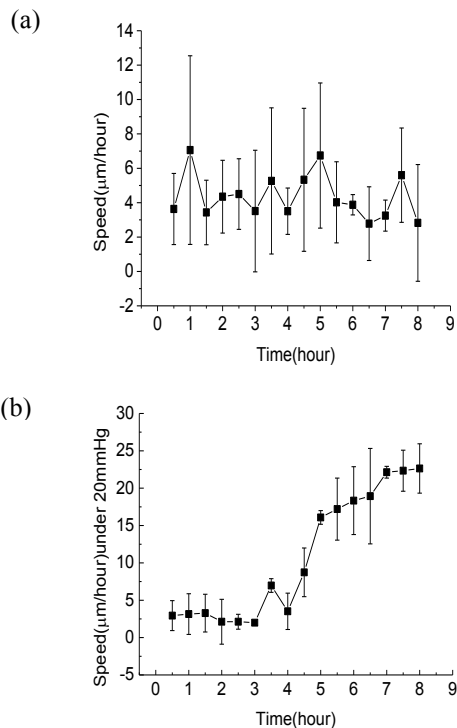 (a)
14
12
10
8
6
4
2
0
-2
Speed(μm/hour)
0 1 2 3 4 5 6 7 8 9
Time(hour)
(b)
30
25
20
15
10
5
0
-5
Speed(μm/hour)under 20mmHg
0 1 2 3 4 5 6 7 8 9
Time(hour)